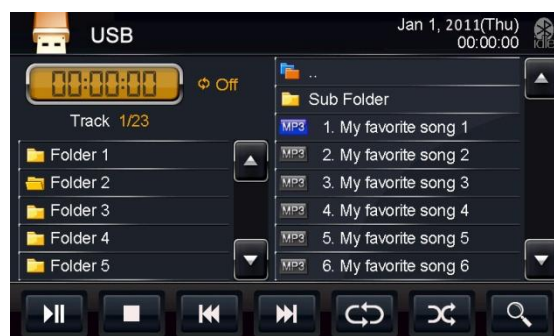 USB
Jan 1, 2011(Thu)
00:00:00
Idle
00:00:00
Off
Track 1/23
Folder 1
Folder 2
Folder 3
Folder 4
Folder 5
..
Sub Folder
MP3 1. My favorite song 1
MP3 2. My favorite song 2
MP3 3. My favorite song 3
MP3 4. My favorite song 4
MP3 5. My favorite song 5
MP3 6. My favorite song 6